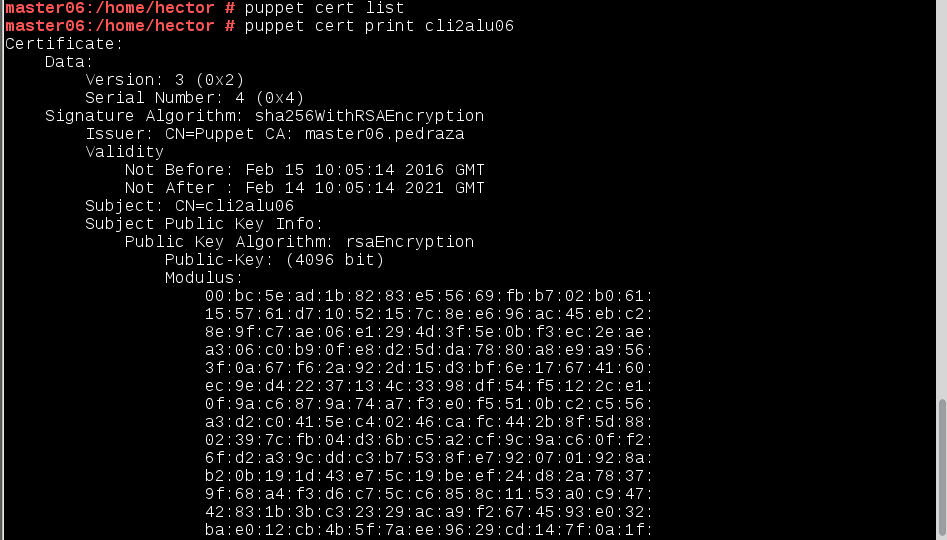 master06:/home/hector # puppet cert list
master06:/home/hector # puppet cert print cli2alu06
Certificate:
    Data:
        Version: 3 (0x2)
        Serial Number: 4 (0x4)
    Signature Algorithm: sha256WithRSAEncryption
        Issuer: CN=Puppet CA: master06.pedraza
        Validity
            Not Before: Feb 15 10:05:14 2016 GMT
            Not After : Feb 14 10:05:14 2021 GMT
        Subject: CN=cli2alu06
        Subject Public Key Info:
            Public Key Algorithm: rsaEncryption
                Public-Key: (4096 bit)
                Modulus:
                    00:bc:5e:ad:1b:82:83:e5:56:69:fb:b7:02:b0:61:
                    15:57:61:d7:10:52:15:7c:8e:e6:96:ac:45:eb:c2:
                    8e:9f:c7:ae:06:e1:29:4d:3f:5e:0b:f3:ec:2e:ae:
                    a3:06:c0:b9:0f:e8:d2:5d:da:78:80:a8:e9:a9:56:
                    3f:0a:67:f6:2a:92:2d:15:d3:bf:6e:17:67:41:60:
                    ec:9e:d4:22:37:13:4c:33:98:df:54:f5:12:2c:e1:
                    0f:9a:c6:87:9a:74:a7:f3:e0:f5:51:0b:c2:c5:56:
                    a3:d2:c0:41:5e:c4:02:46:ca:fc:44:2b:8f:5d:88:
                    02:39:7c:fb:04:d3:6b:c5:a2:cf:9c:9a:c6:0f:f2:
                    6f:d2:a3:9c:dd:c3:b7:53:8f:e7:92:07:01:92:8a:
                    b2:0b:19:1d:43:e7:5c:19:be:ef:24:d8:2a:78:37:
                    9f:68:a4:f3:d6:c7:5c:c6:85:8c:11:53:a0:c9:47:
                    42:83:1b:3b:c3:23:29:ac:a9:f2:67:45:93:e0:32:
                    ba:e0:12:cb:4b:5f:7a:ee:96:29:cd:14:7f:0a:1f: